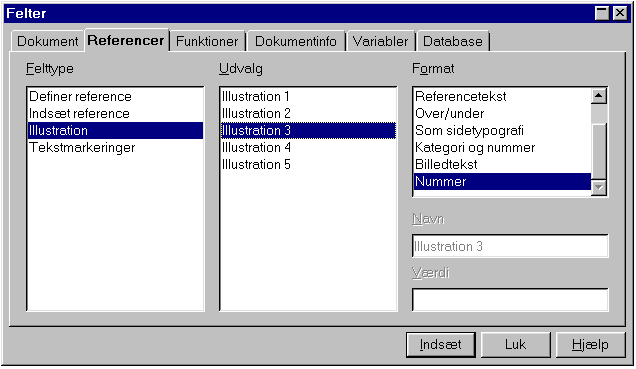 Felter
Dokument Referencer Funktioner Dokumentinfo Variabler Database
Felttype
Definer reference
Indsæt reference
Illustration
Tekstmarkeringer
Udvalg
Illustration 1
Illustration 2
Illustration 3
Illustration 4
Illustration 5
Format
Referencetekst
Over/under
Som sidetypografi
Kategori og nummer
Billedtekst
Nummer
Navn
Illustration 3
Værdi
Indsæt Luk Hjælp